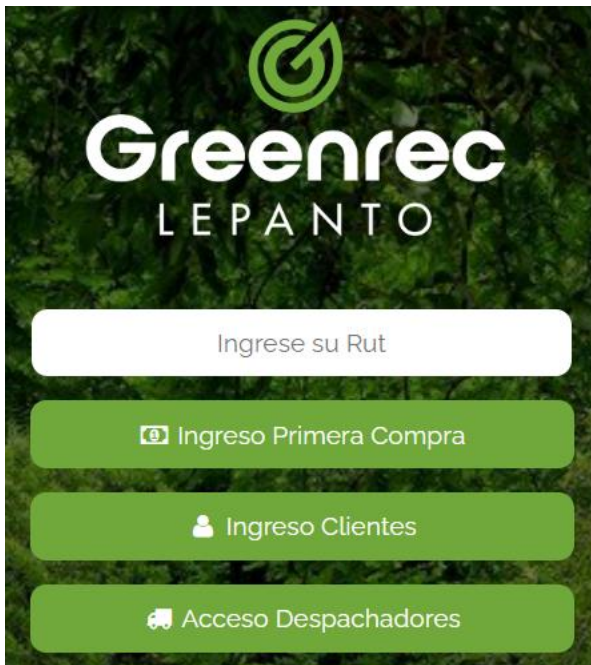 Greenrec
LEPANTO
Ingrese su Rut
Ingreso Primera Compra
Ingreso Clientes
Acceso Despachadores